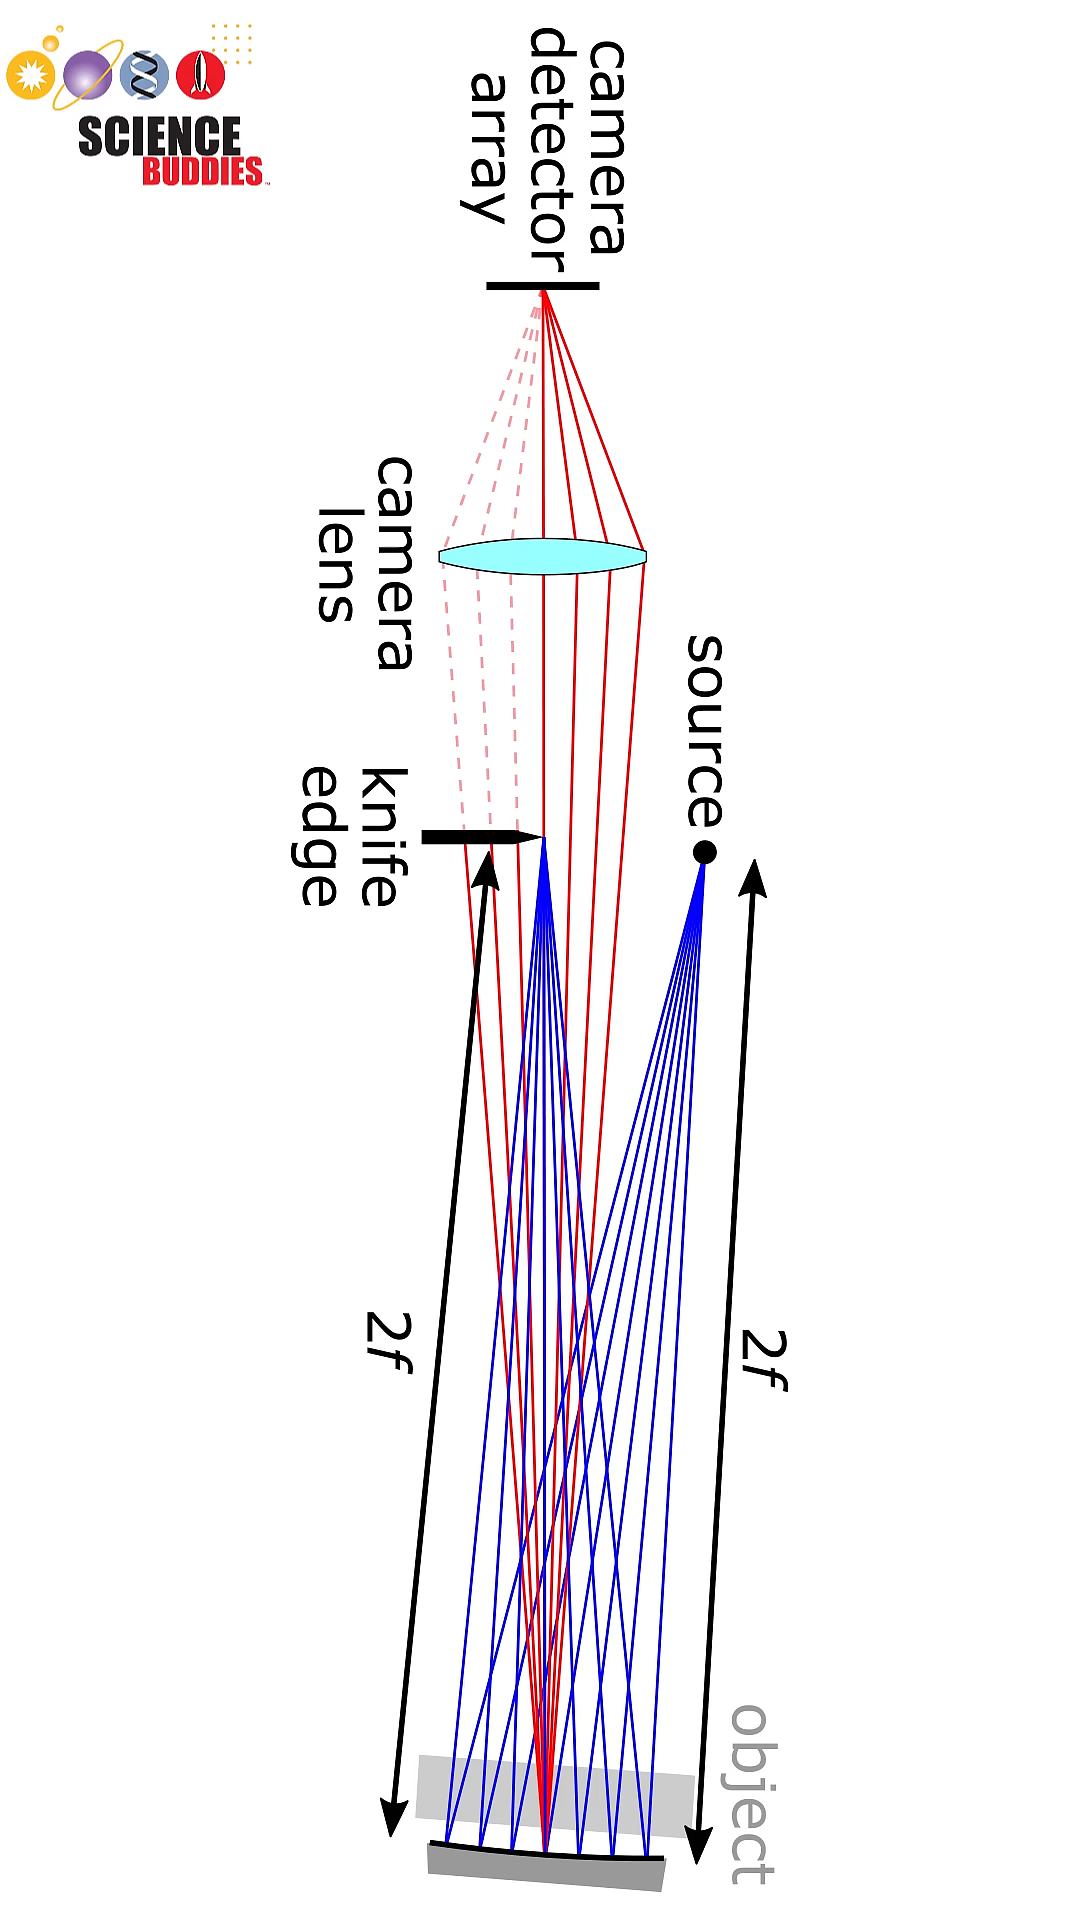 SCIENCE
BUDDIES
camera
detector
array
camera
lens
source
knife
edge
2f
2f
object